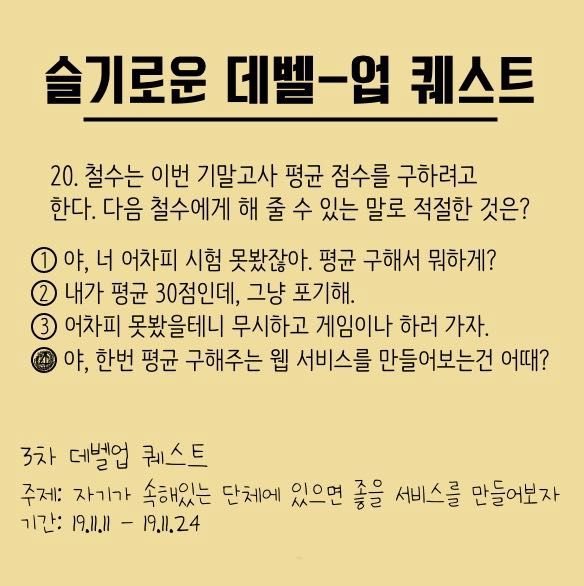 슬기로운 데벨-업 퀘스트
20. 철수는 이번 기말고사 평균 점수를 구하려고
한다. 다음 철수에게 해 줄 수 있는 말로 적절한 것은?
① 야, 너 어차피 시험 못봤잖아. 평균 구해서 뭐하게?
② 내가 평균 30점인데, 그냥 포기해.
③ 어차피 못봤을테니 무시하고 게임이나 하러 가자.
④ 야, 한번 평균 구해주는 웹 서비스를 만들어보는건 어때?
3차 데벨업 퀘스트
주제: 자기가 속해있는 단체에 있으면 좋을 서비스를 만들어보자
기간: 19.11.11 - 19.11.24